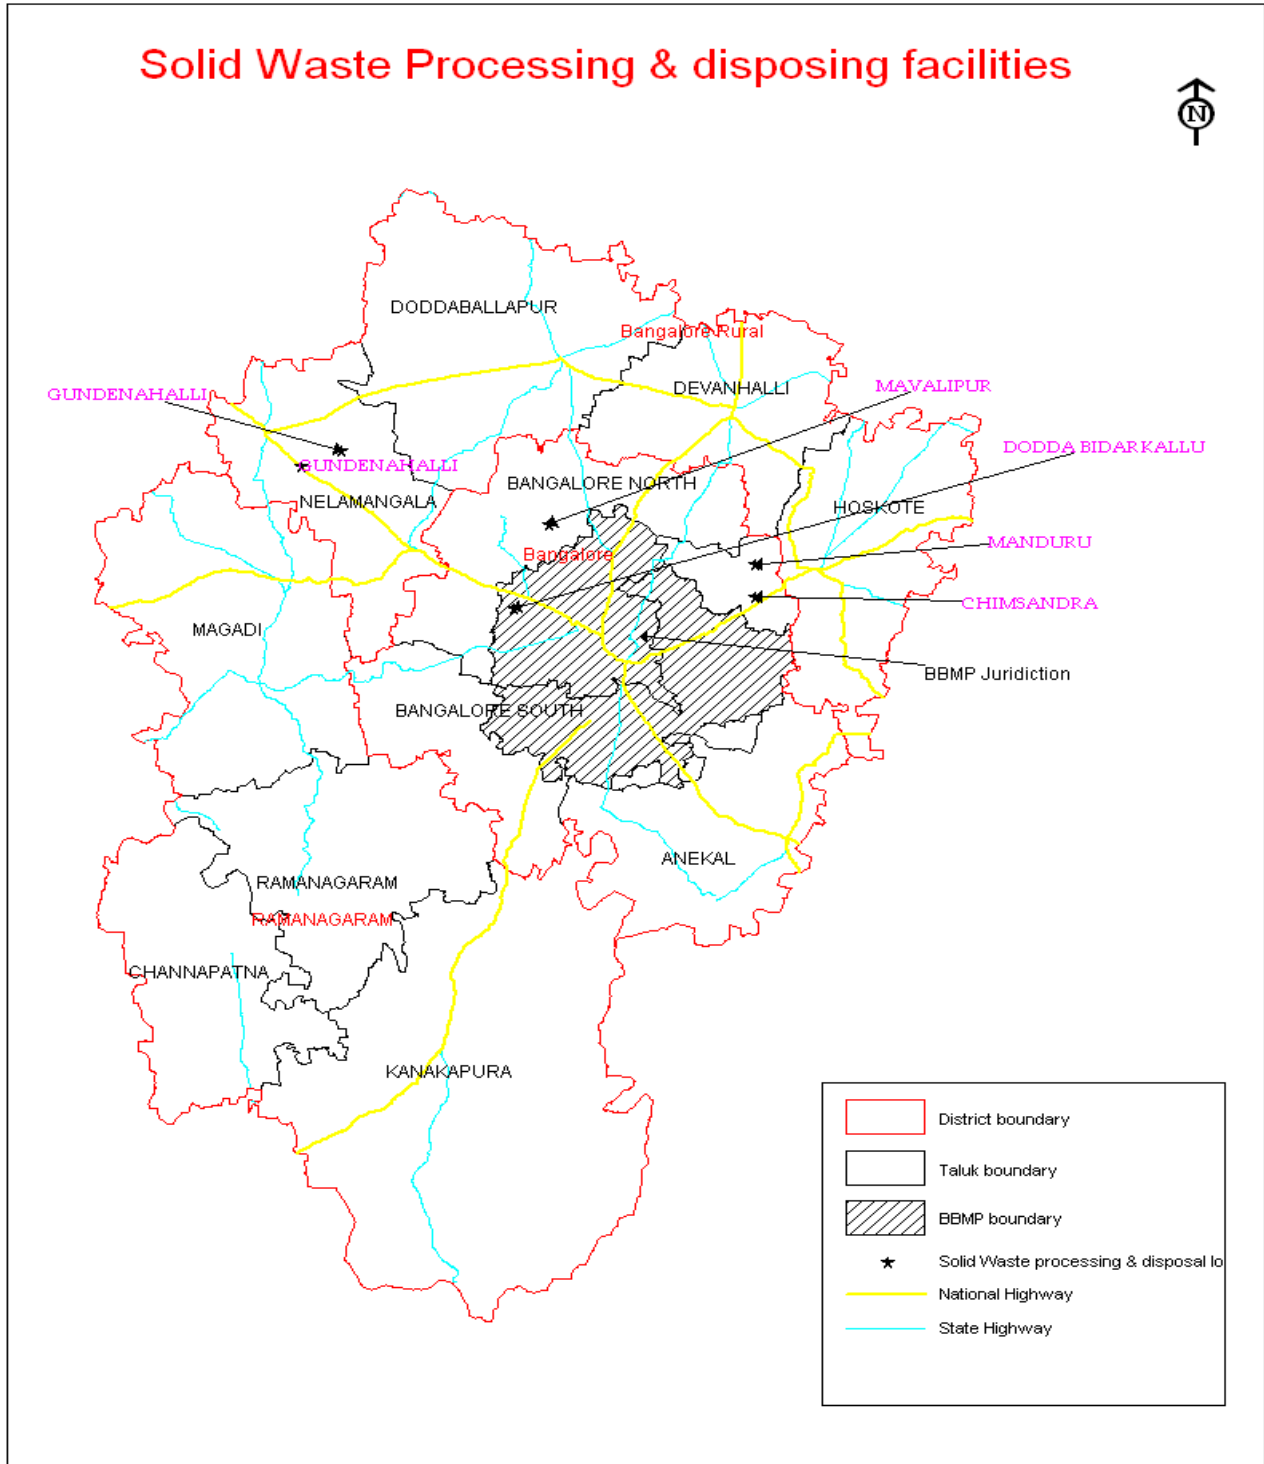 Solid Waste Processing & disposing facilities
N
DODDABALLAPUR
Bangalore Rural
DEVANHALLI
MAVALIPUR
GUNDENAHALLI
DODDA BIDARKALLU
GUNDENAHALLI
BANGALORE NORTH
NELAMANGALA
HOSKOTE
MANDURU
Bangalore
CHIMSANDRA
MAGADI
BBMP Juridiction
BANGALORE SOUTH
ANEKAL
RAMANAGARAM
RAMANAGARAM
CHANNAPATNA
KANAKAPURA
District boundary
Taluk boundary
BBMP boundary
Solid Waste processing & disposal lo
National Highway
State Highway